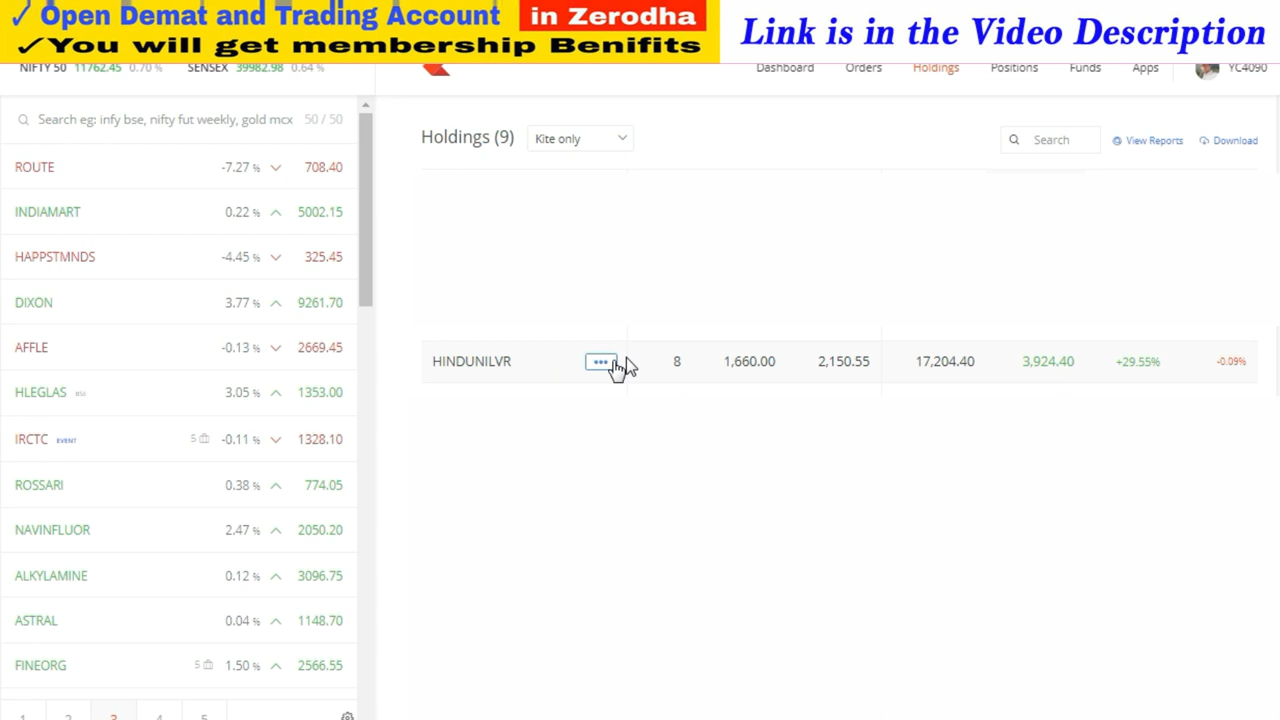 ✓ Open Demat and Trading Account in Zerodha
✓You will get membership Benifits
Link is in the Video Description
NIFTY 50 11762.45 0.70 % SENSEX 39982.98 0.64 %
Dashboard Orders Holdings Positions Funds Apps YC4090
Search eg: infy bse, nifty fut weekly, gold mcx 50 / 50
Holdings (9) Kite only Search View Reports Download
ROUTE -7.27 % 708.40
INDIAMART 0.22 % 5002.15
HAPPSTMNDS -4.45 % 325.45
DIXON 3.77 % 9261.70
AFFLE -0.13 % 2669.45
HINDUNILVR 8 1,660.00 2,150.55 17,204.40 3,924.40 +29.55% -0.09%
HLEGLAS 3.05 % 1353.00
IRCTC EVENT 5 -0.11 % 1328.10
ROSSARI 0.38 % 774.05
NAVINFLUOR 2.47 % 2050.20
ALKYLAMINE 0.12 % 3096.75
ASTRAL 0.04 % 1148.70
FINEORG 5 1.50 % 2566.55
1 2 3 4 5